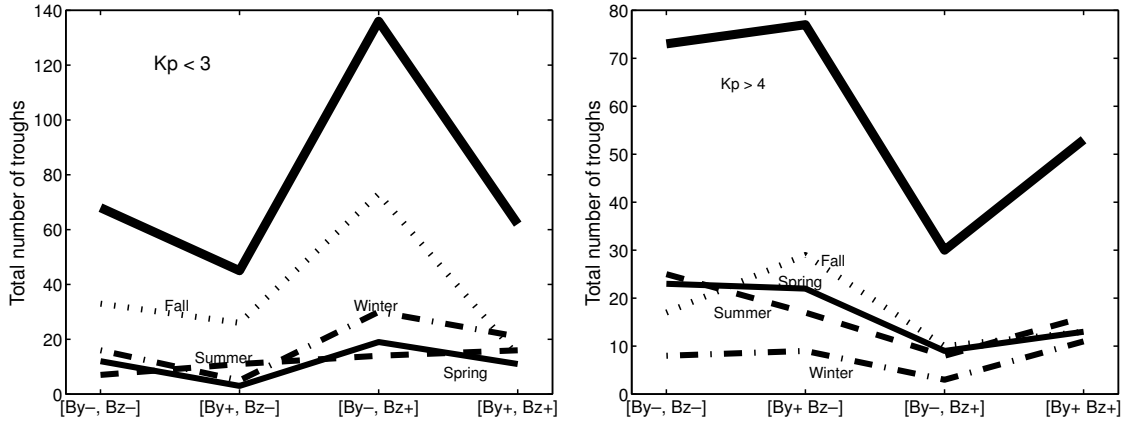 Total number of troughs
140
120
100
80
60
40
20
0
Kp < 3
Fall
Winter
Summer
Spring
[By−, Bz−] [By+, Bz−] [By−, Bz+] [By+, Bz+]
Total number of troughs
80
70
60
50
40
30
20
10
0
Kp > 4
Fall
Spring
Summer
Winter
[By−, Bz−] [By+ Bz−] [By−, Bz+] [By+ Bz+]